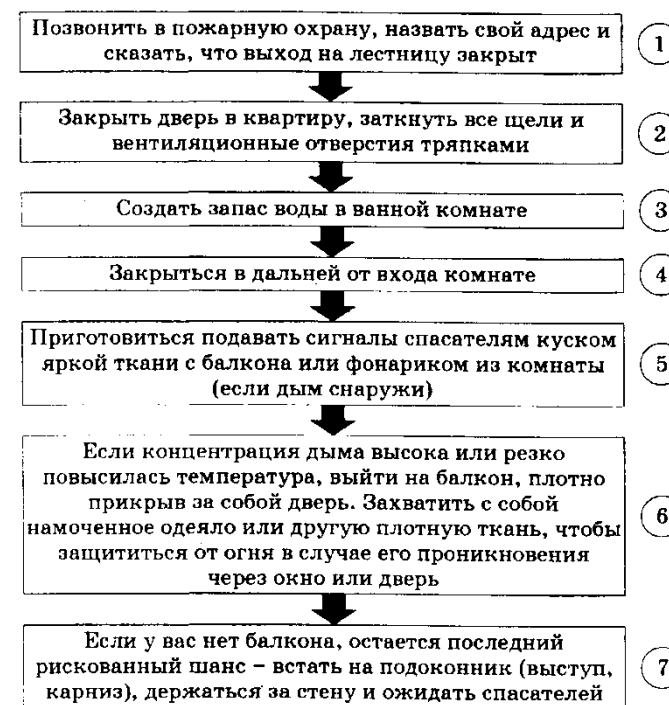 Позвонить в пожарную охрану, назвать свой адрес и
сказать, что выход на лестницу закрыт
1
Закрыть дверь в квартиру, заткнуть все щели и
вентиляционные отверстия тряпками
2
Создать запас воды в ванной комнате
3
Закрыться в дальней от входа комнате
4
Приготовиться подавать сигналы спасателям куском
яркой ткани с балкона или фонариком из комнаты
(если дым снаружи)
5
Если концентрация дыма высока или резко
повысилась температура, выйти на балкон, плотно
прикрыв за собой дверь. Захватить с собой
намоченное одеяло или другую плотную ткань, чтобы
защититься от огня в случае его проникновения
через окно или дверь
6
Если у вас нет балкона, остается последний
рискованный шанс – встать на подоконник (выступ,
карниз), держаться за стену и ожидать спасателей
7